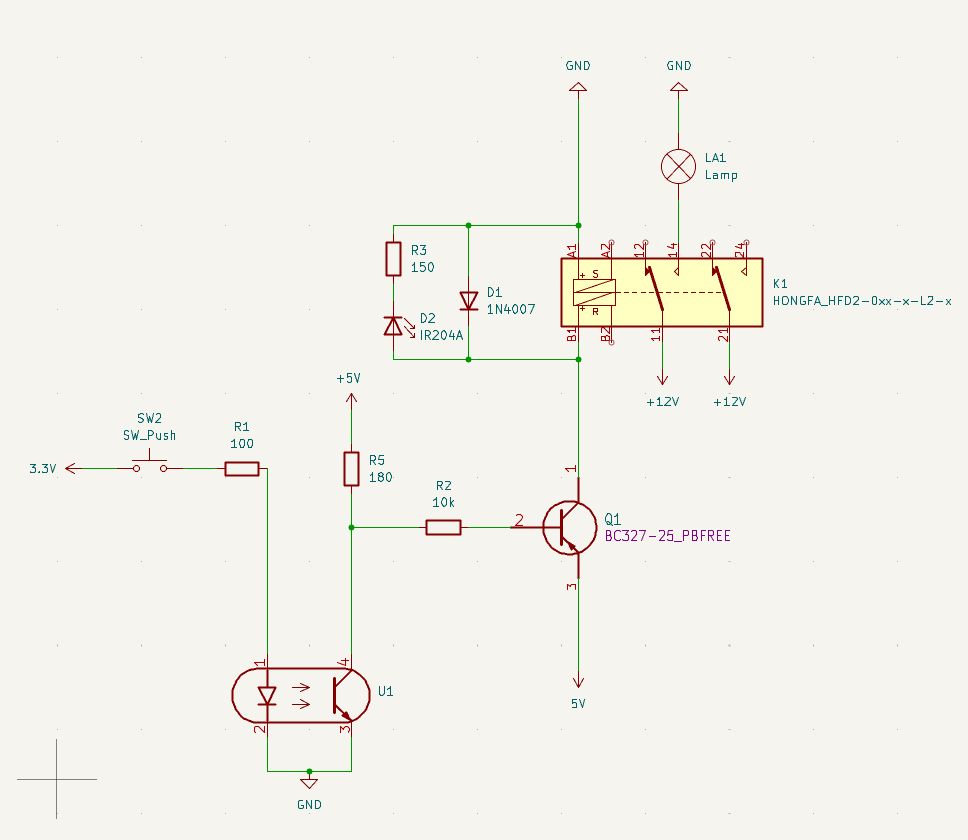 GND
GND
LA1
Lamp
A1
A2
12
14
22
24
R3
150
+ S
+ R
K1
HONGFA_HFD2-0xx-x-L2-x
D1
1N4007
D2
IR204A
B1
B2
11
21
+12V
+12V
+5V
SW2
SW_Push
R1
100
3.3V
R5
180
1
R2
10k
2
Q1
BC327-25_PBFREE
3
1
4
U1
2
3
5V
GND